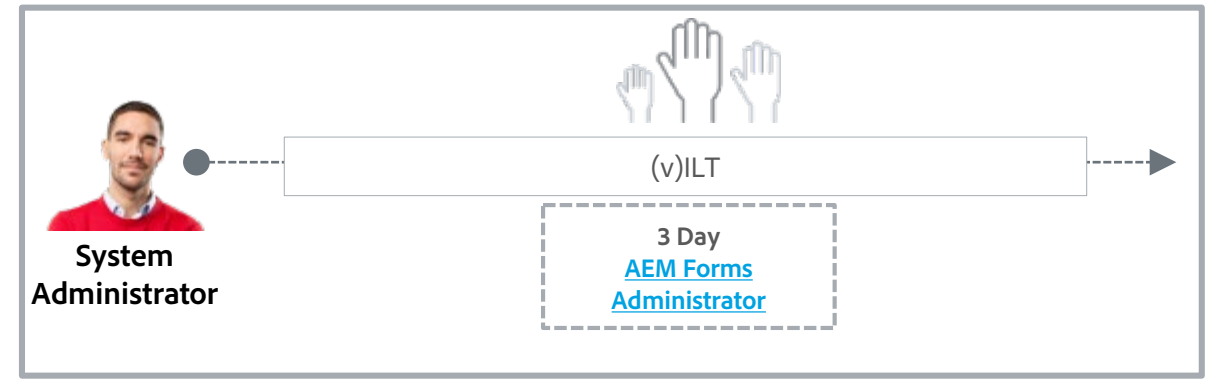 (v)ILT
3 Day
AEM Forms
Administrator
System
Administrator